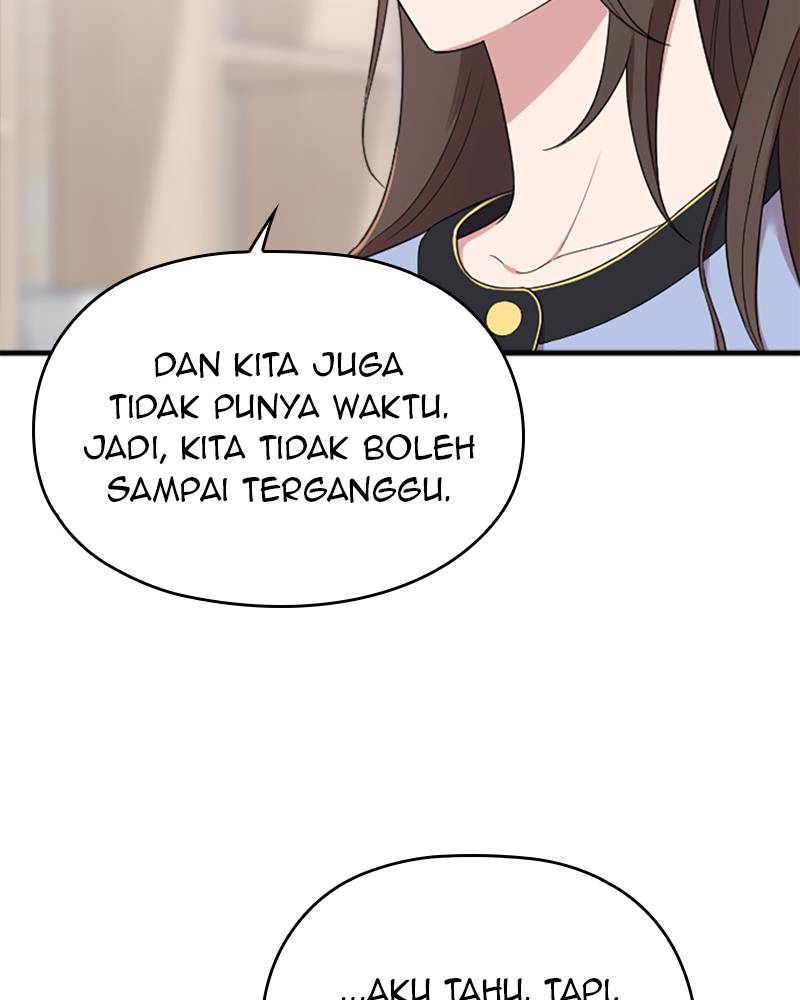 DAN KITA JUGA
TIDAK PUNYA WAKTU.
JADI, KITA TIDAK BOLEH
SAMPAI TERGANGGU.
...AKU TAHU. TAPI,